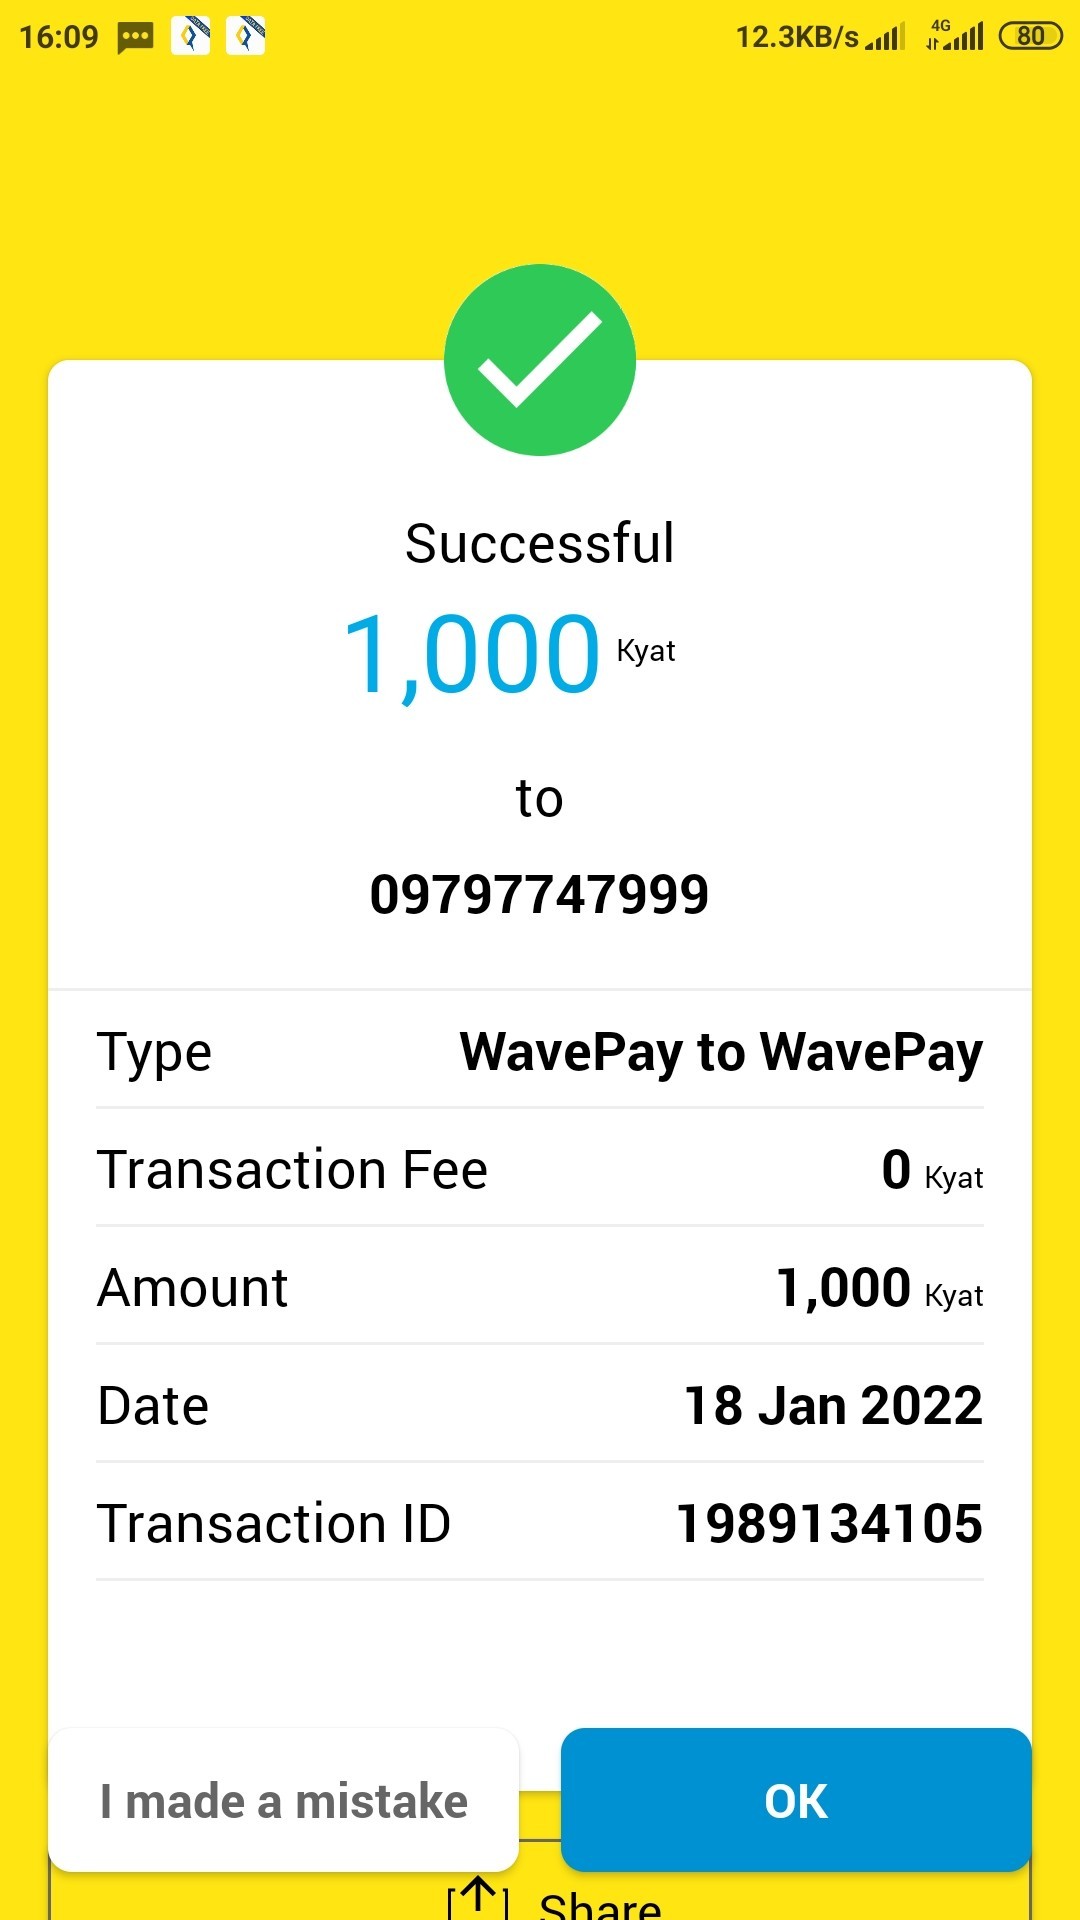 16:09 12.3KB/s 4G 80
Successful
1,000 Kyat
to
09797747999
Type WavePay to WavePay
Transaction Fee 0 Kyat
Amount 1,000 Kyat
Date 18 Jan 2022
Transaction ID 1989134105
I made a mistake OK
Share